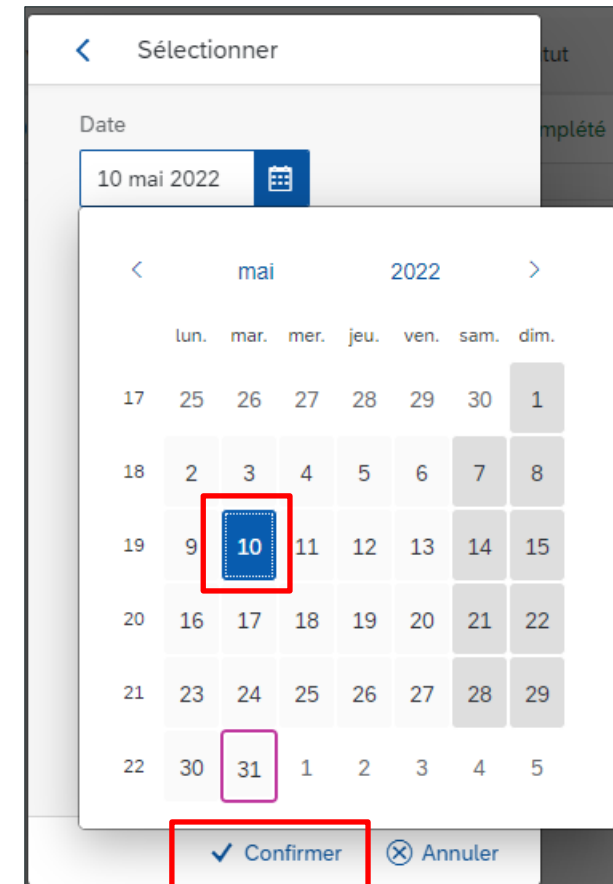 Sélectionner
tut
Date
mplété
10 mai 2022
mai 2022
lun. mar. mer. jeu. ven. sam. dim.
17 25 26 27 28 29 30 1
18 2 3 4 5 6 7 8
19 9 10 11 12 13 14 15
20 16 17 18 19 20 21 22
21 23 24 25 26 27 28 29
22 30 31 1 2 3 4 5
Confirmer Annuler